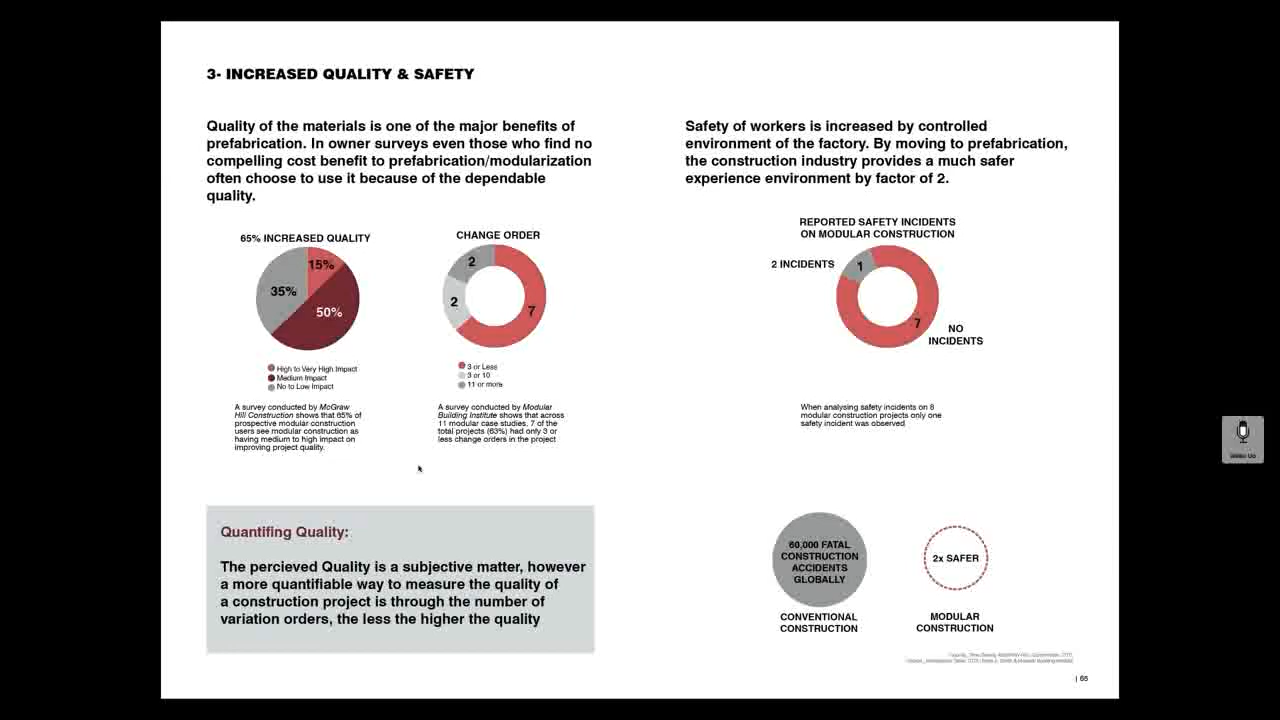 3- INCREASED QUALITY & SAFETY
Quality of the materials is one of the major benefits of
prefabrication. In owner surveys even those who find no
compelling cost benefit to prefabrication/modularization
often choose to use it because of the dependable
quality.
65% INCREASED QUALITY
15%
35%
50%
High to Very High Impact
Medium Impact
No to Low Impact
A survey conducted by McGraw
Hill Construction shows that 65% of
prospective modular construction
users see modular construction as
having medium to high impact on
improving project quality.
CHANGE ORDER
2
2
7
3 or Less
3 or 10
11 or more
A survey conducted by Modular
Building Institute shows that across
11 modular case studies, 7 of the
total projects (63%) had only 3 or
less change orders in the project
Quantifing Quality:
The percieved Quality is a subjective matter, however
a more quantifiable way to measure the quality of
a construction project is through the number of
variation orders, the less the higher the quality
Safety of workers is increased by controlled
environment of the factory. By moving to prefabrication,
the construction industry provides a much safer
experience environment by factor of 2.
REPORTED SAFETY INCIDENTS
ON MODULAR CONSTRUCTION
2 INCIDENTS
1
7
NO
INCIDENTS
When analysing safety incidents on 8
modular construction projects only one
safety incident was observed
60,000 FATAL
CONSTRUCTION
ACCIDENTS
GLOBALLY
CONVENTIONAL
CONSTRUCTION
2x SAFER
MODULAR
CONSTRUCTION
| 65